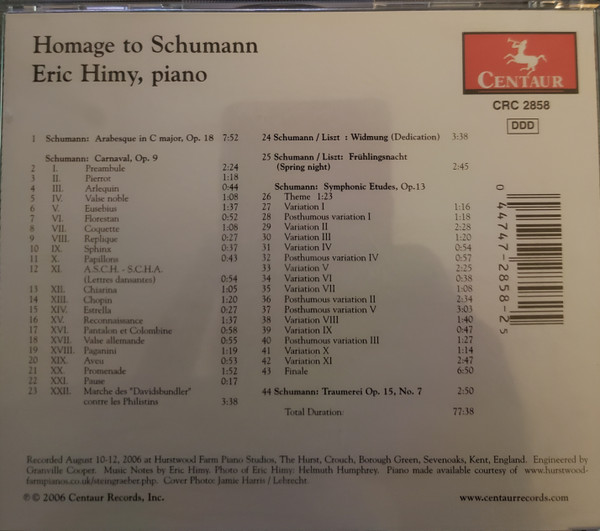 Homage to Schumann
Eric Himy, piano
CENTAUR
CRC 2858
DDD
1 Schumann: Arabesque in C major, Op. 18 7:52
Schumann: Carnaval, Op. 9
2 I. Preambule 2:24
3 II. Pierrot 1:18
4 III. Arlequin 0:44
5 IV. Valse noble 1:08
6 V. Eusebius 1:37
7 VI. Florestan 0:52
8 VII. Coquette 1:08
9 VIII. Replique 0:27
10 IX. Sphinx 0:37
11 X. Papillons 0:43
12 XI. A.S.C.H. - S.C.H.A.
(Lettres dansantes) 0:54
13 XII. Chiarina 1:05
14 XIII. Chopin 1:20
15 XIV. Estrella 0:27
16 XV. Reconnaissance 1:37
17 XVI. Pantalon et Colombine 0:58
18 XVII. Valse allemande 0:55
19 XVIII. Paganini 1:19
20 XIX. Aveu 0:53
21 XX. Promenade 1:52
22 XXI. Pause 0:17
23 XXII. Marche des "Davidsbundler"
contre les Philistins 3:38
24 Schumann / Liszt : Widmung (Dedication) 3:38
25 Schumann / Liszt: Frühlingsnacht
(Spring night) 2:45
Schumann: Symphonic Etudes, Op.13
26 Theme 1:23
27 Variation I 1:16
28 Posthumous variation I 1:18
29 Variation II 2:28
30 Variation III 1:20
31 Variation IV 0:54
32 Posthumous variation IV 0:57
33 Variation V 2:25
34 Variation VI 0:38
35 Variation VII 1:08
36 Posthumous variation II 2:34
37 Posthumous variation V 3:03
38 Variation VIII 1:40
39 Variation IX 0:47
40 Posthumous variation III 1:27
41 Variation X 1:14
42 Variation XI 2:47
43 Finale 6:50
44 Schumann: Traumerei Op. 15, No. 7 2:50
Total Duration: 77:38
0 44747-2858-2 5
Recorded August 10-12, 2006 at Hurstwood Farm Piano Studios, The Hurst, Crouch, Borough Green, Sevenoaks, Kent, England. Engineered by
Granville Cooper. Music Notes by Eric Himy. Photo of Eric Himy: Helmuth Humphrey. Piano made available courtesy of www.hurstwood-
farmpianos.co.uk/steingraeber.php. Cover Photo: Jamie Harris / Lebrecht.
℗ © 2006 Centaur Records, Inc.
www.centaurrecords.com